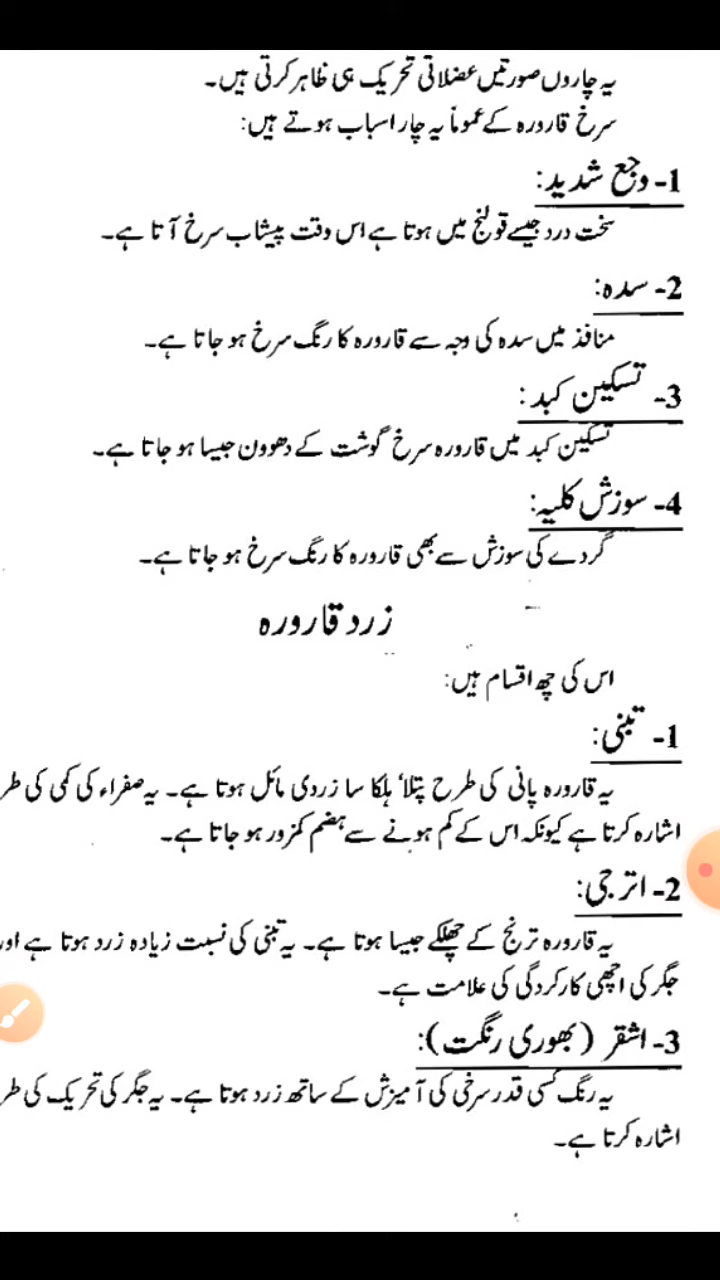 یہ چاروں صورتیں عضلاتی تحریک ہی ظاہر کرتی ہیں۔
سرخ قارورہ کے عموماً یہ چار اسباب ہوتے ہیں:
1- وجع شدید:
سخت درد جیسے قولنج میں ہوتا ہے اس وقت پیشاب سرخ آتا ہے۔
2- سدہ:
منافذ میں سدہ کی وجہ سے قارورہ کا رنگ سرخ ہو جاتا ہے۔
3- تسکین کبد:
تسکین کبد میں قارورہ سرخ گوشت کے دھوون جیسا ہو جاتا ہے۔
4- سوزش کلیہ:
گردے کی سوزش سے بھی قارورہ کا رنگ سرخ ہو جاتا ہے۔
زرد قارورہ
اس کی چھ اقسام ہیں:
1- تبنی:
یہ قارورہ پانی کی طرح پتلا‘ ہلکا سا زردی مائل ہوتا ہے۔ یہ صفراء کی کمی کی طر
اشارہ کرتا ہے کیونکہ اس کے کم ہونے سے ہضم کمزور ہو جاتا ہے۔
2- اترجی:
یہ قارورہ ترنج کے چھلکے جیسا ہوتا ہے۔ یہ تبنی کی نسبت زیادہ زرد ہوتا ہے اور
جگر کی اچھی کارکردگی کی علامت ہے۔
3- اشقر (بھوری رنگت):
یہ رنگ کسی قدر سرخی کی آمیزش کے ساتھ زرد ہوتا ہے۔ یہ جگر کی تحریک کی طر
اشارہ کرتا ہے۔